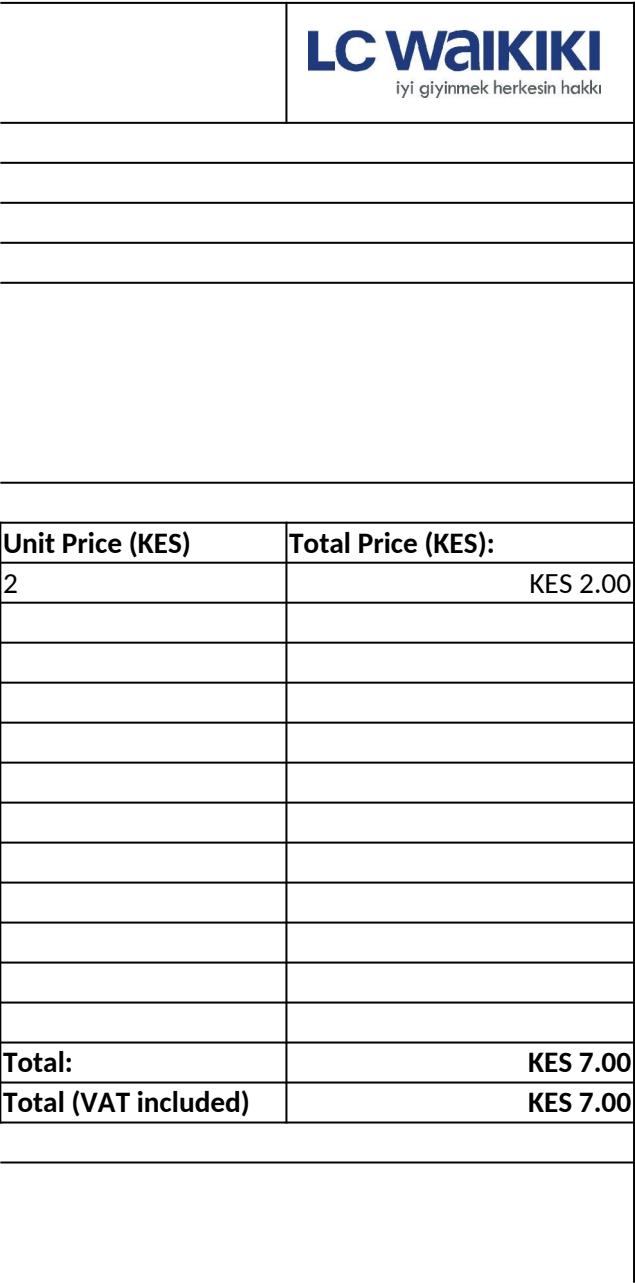 LC WAIKIKI
iyi giyinmek herkesin hakkı
Unit Price (KES) Total Price (KES):
2 KES 2.00
Total: KES 7.00
Total (VAT included) KES 7.00